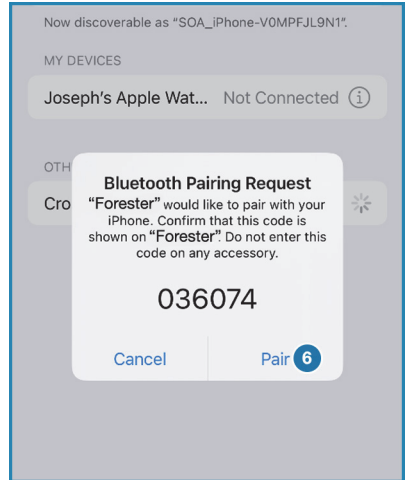 Now discoverable as “SOA_iPhone-V0MPFJL9N1”.
MY DEVICES
Joseph’s Apple Wat... Not Connected i
OTH
Cro
Bluetooth Pairing Request
“Forester” would like to pair with your
iPhone. Confirm that this code is
shown on “Forester”. Do not enter this
code on any accessory.
036074
Cancel Pair 6